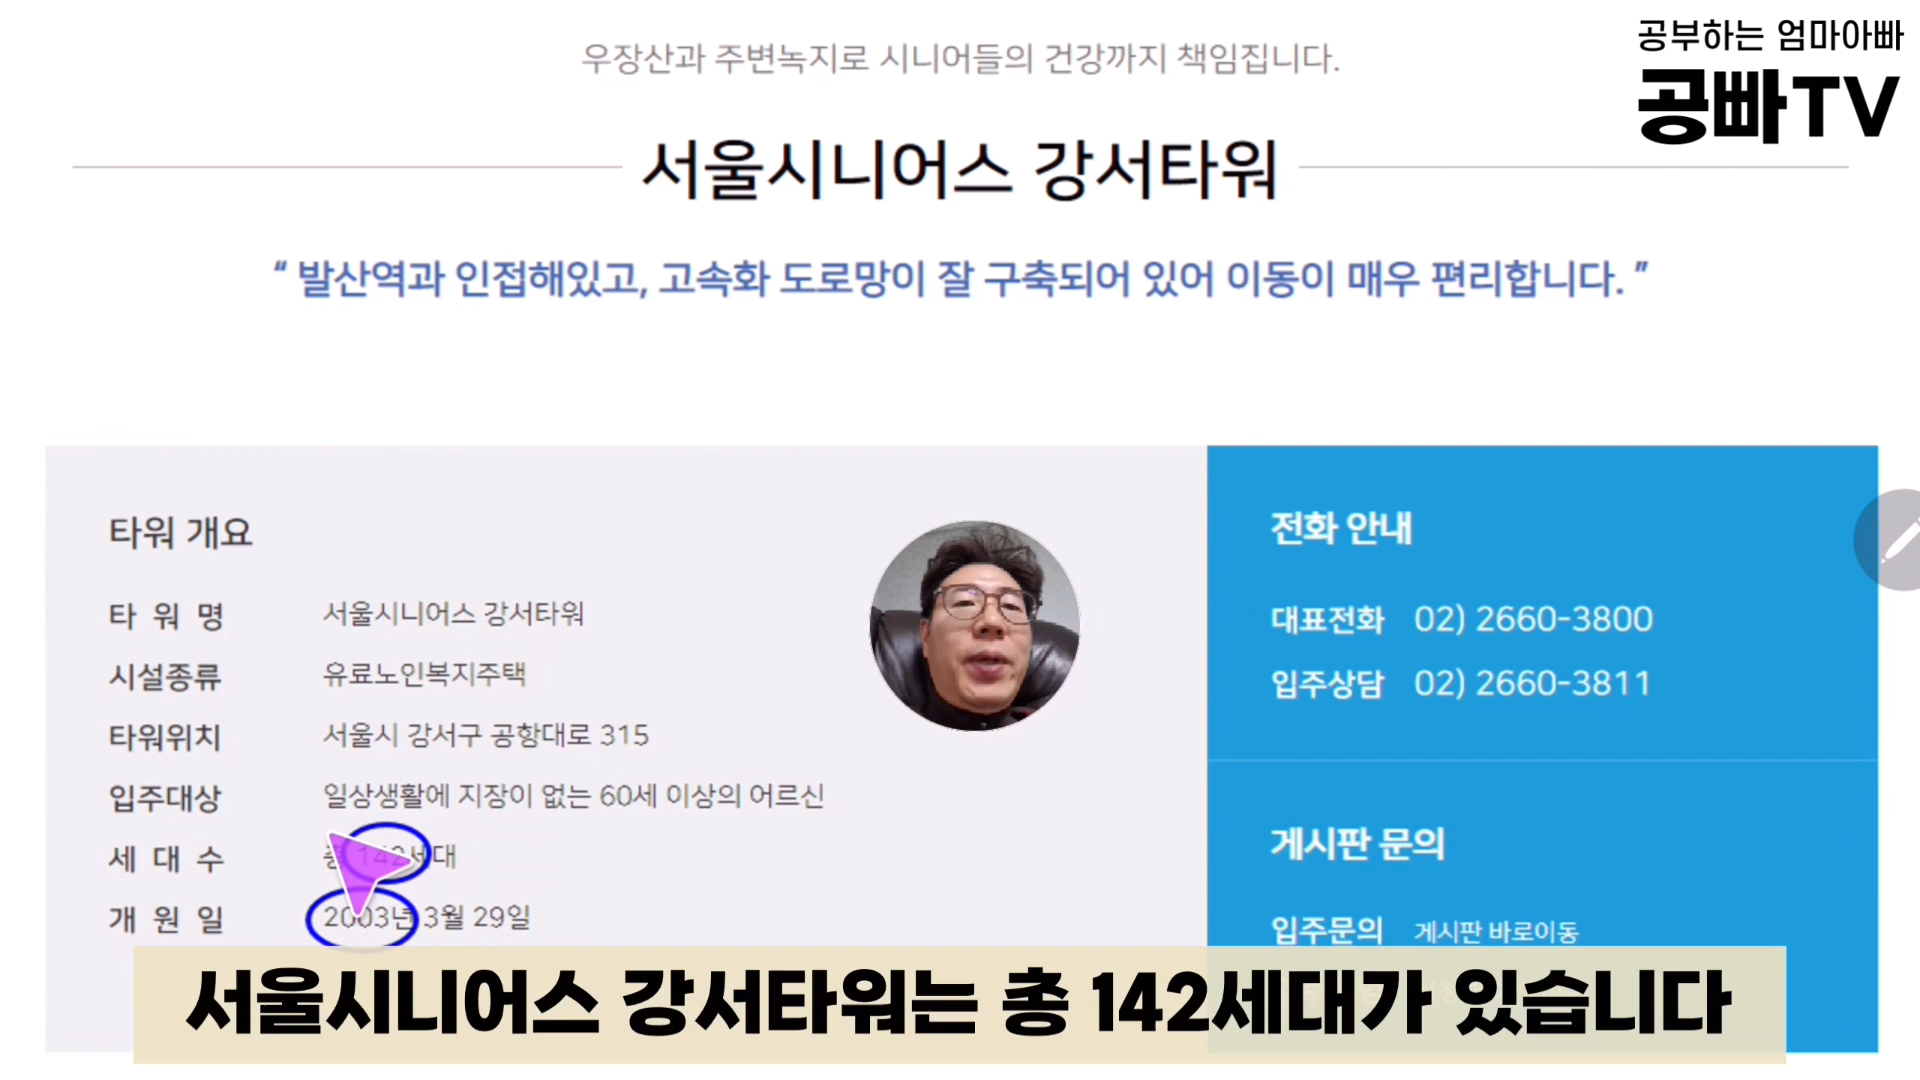 공부하는 엄마아빠
공빠TV
우장산과 주변녹지로 시니어들의 건강까지 책임집니다.
서울시니어스 강서타워
“ 발산역과 인접해있고, 고속화 도로망이 잘 구축되어 있어 이동이 매우 편리합니다. ”
타워 개요
타 워 명 서울시니어스 강서타워
시설종류 유료노인복지주택
타워위치 서울시 강서구 공항대로 315
입주대상 일상생활에 지장이 없는 60세 이상의 어르신
세 대 수 총 142세대
개 원 일 2003년 3월 29일
전화 안내
대표전화 02) 2660-3800
입주상담 02) 2660-3811
게시판 문의
입주문의 게시판 바로이동
서울시니어스 강서타워는 총 142세대가 있습니다